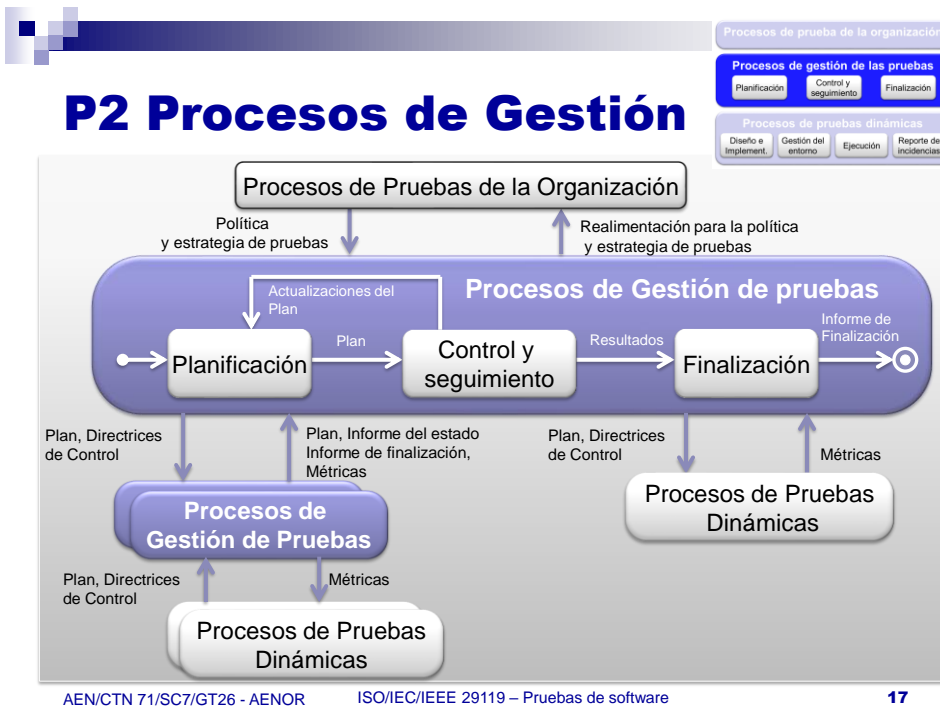 Procesos de prueba de la organización
Procesos de gestión de las pruebas
Planificación
Control y
seguimiento
Finalización
Procesos de pruebas dinámicas
Diseño e
Implement.
Gestión del
entorno
Ejecución
Reporte de
incidencias
P2 Procesos de Gestión
Procesos de Pruebas de la Organización
Política
y estrategia de pruebas
Realimentación para la política
y estrategia de pruebas
Procesos de Gestión de pruebas
Actualizaciones del
Plan
Planificación
Plan
Control y
seguimiento
Resultados
Finalización
Informe de
Finalización
Plan, Directrices
de Control
Plan, Informe del estado
Informe de finalización,
Métricas
Plan, Directrices
de Control
Métricas
Procesos de
Gestión de Pruebas
Procesos de Pruebas
Dinámicas
Plan, Directrices
de Control
Métricas
Procesos de Pruebas
Dinámicas
AEN/CTN 71/SC7/GT26 - AENOR
ISO/IEC/IEEE 29119 – Pruebas de software
17